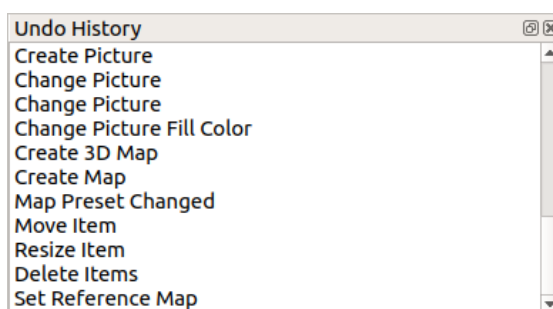 Undo History
Create Picture
Change Picture
Change Picture
Change Picture Fill Color
Create 3D Map
Create Map
Map Preset Changed
Move Item
Resize Item
Delete Items
Set Reference Map